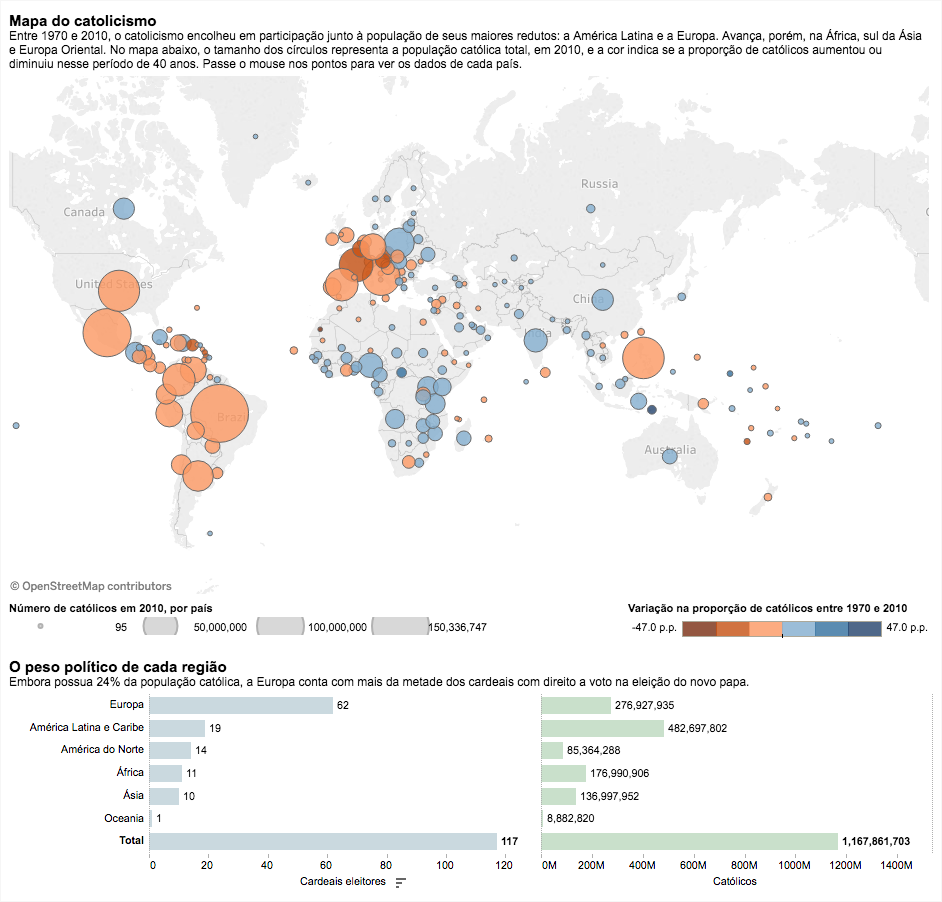 Mapa do catolicismo
Entre 1970 e 2010, o catolicismo encolheu em participação junto à população de seus maiores redutos: a América Latina e a Europa. Avança, porém, na África, sul da Ásia
e Europa Oriental. No mapa abaixo, o tamanho dos círculos representa a população católica total, em 2010, e a cor indica se a proporção de católicos aumentou ou
diminuiu nesse período de 40 anos. Passe o mouse nos pontos para ver os dados de cada país.
Russia
Canada
United States
China
India
Brazil
Australia
© OpenStreetMap contributors
Número de católicos em 2010, por país
95
50,000,000
100,000,000
150,336,747
Variação na proporção de católicos entre 1970 e 2010
-47.0 p.p.
47.0 p.p.
O peso político de cada região
Embora possua 24% da população católica, a Europa conta com mais da metade dos cardeais com direito a voto na eleição do novo papa.
Europa 62 276,927,935
América Latina e Caribe 19 482,697,802
América do Norte 14 85,364,288
África 11 176,990,906
Ásia 10 136,997,952
Oceania 1 8,882,820
Total 117 1,167,861,703
0 20 40 60 80 100 120 0M 200M 400M 600M 800M 1000M 1200M 1400M
Cardeais eleitores Católicos